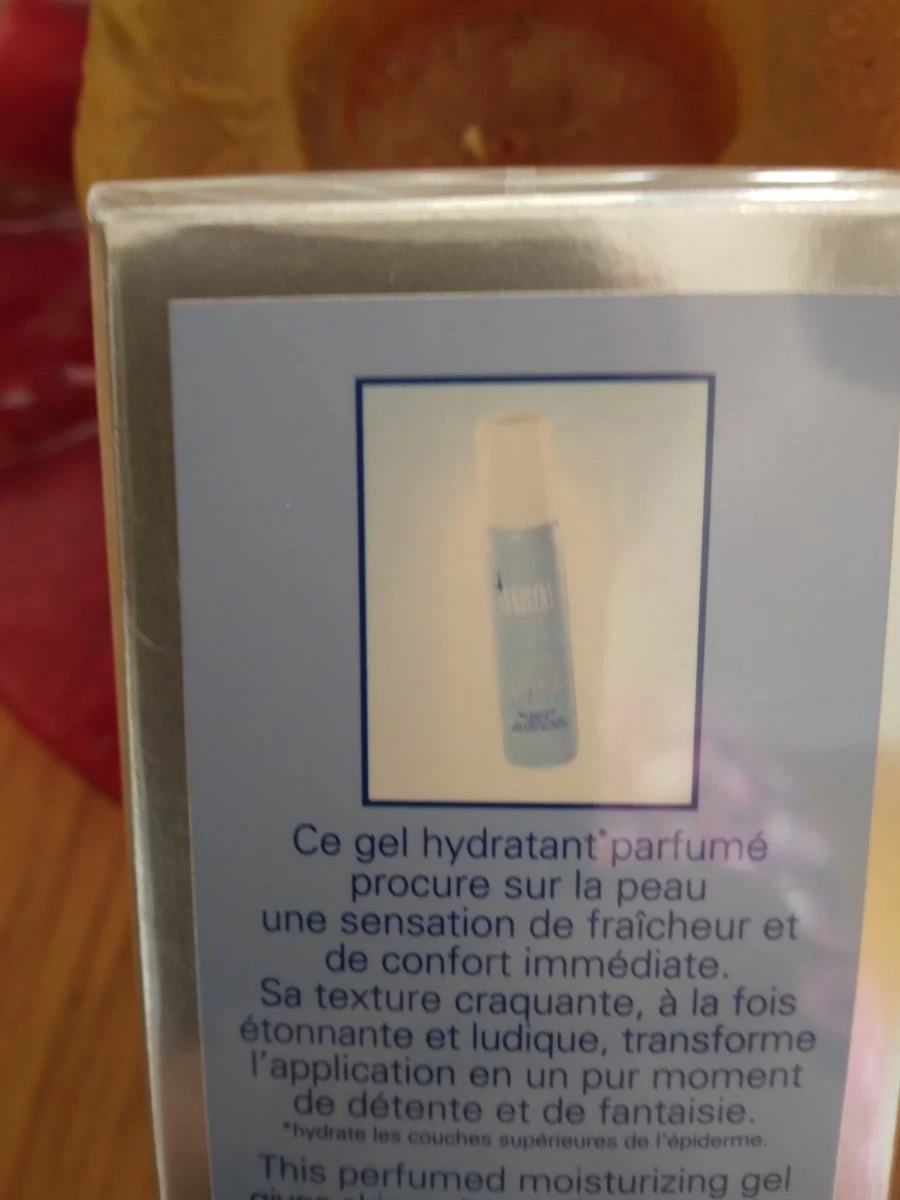 INNOCENT
Ce gel hydratant*parfumé
procure sur la peau
une sensation de fraîcheur et
de confort immédiate.
Sa texture craquante, à la fois
étonnante et ludique, transforme
l'application en un pur moment
de détente et de fantaisie.
*hydrate les couches supérieures de l'épiderme.
This perfumed moisturizing gel
gives